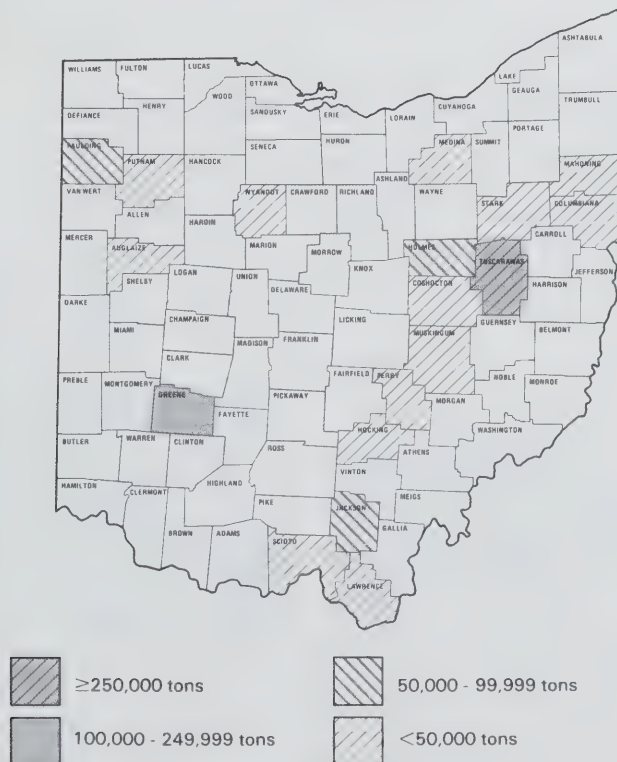 ASHTABULA
WILLIAMS FULTON LUCAS
LAKE
GEAUGA
OTTAWA
WOOD
HENRY
SANDUSKY
ERIE
LORAIN
CUYAHOGA
TRUMBULL
DEFIANCE
PAULDING
PUTNAM
HANCOCK
SENECA
HURON
MEDINA
SUMMIT
PORTAGE
MAHONING
VAN WERT
ALLEN
WYANDOT
CRAWFORD
RICHLAND
ASHLAND
WAYNE
STARK
COLUMBIANA
HARDIN
MERCER
AUGLAIZE
MARION
MORROW
HOLMES
TUSCARAWAS
CARROLL
JEFFERSON
SHELBY
LOGAN
UNION
DELAWARE
KNOX
COSHOCTON
HARRISON
DARKE
MIAMI
CHAMPAIGN
CLARK
MADISON
FRANKLIN
LICKING
MUSKINGUM
GUERNSEY
BELMONT
PREBLE
MONTGOMERY
GREENE
FAYETTE
PICKAWAY
FAIRFIELD
PERRY
MORGAN
NOBLE
MONROE
BUTLER
WARREN
CLINTON
ROSS
HOCKING
ATHENS
WASHINGTON
HAMILTON
CLERMONT
HIGHLAND
VINTON
PIKE
MEIGS
JACKSON
GALLIA
BROWN
ADAMS
SCIOTO
LAWRENCE
≥250,000 tons
50,000 - 99,999 tons
100,000 - 249,999 tons
<50,000 tons